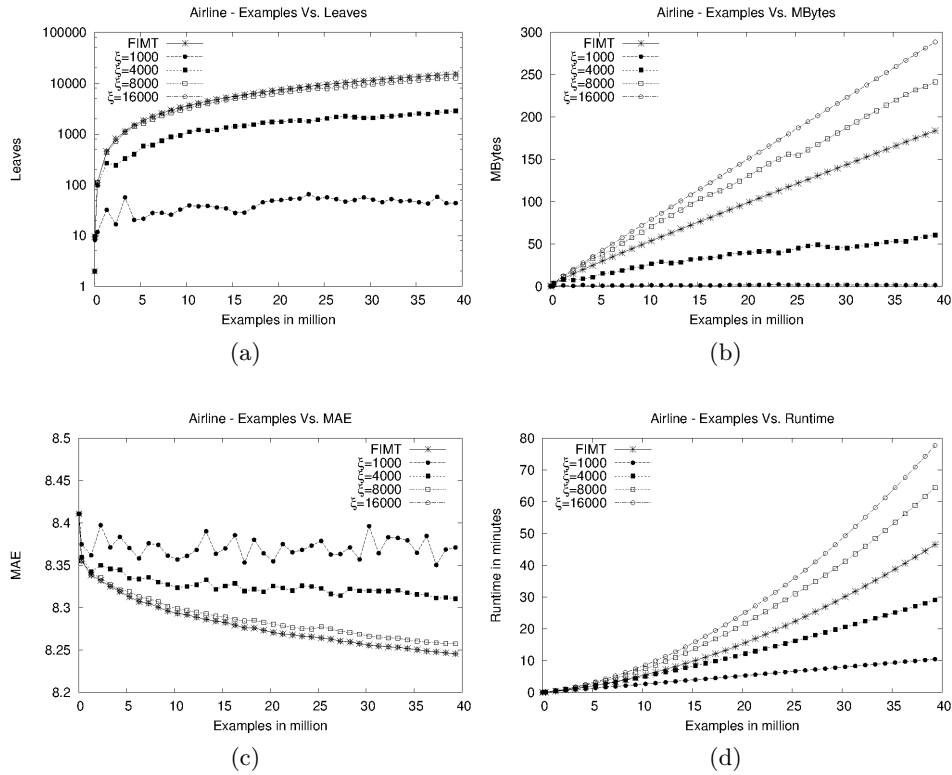 Airline - Examples Vs. Leaves
100000
10000
1000
100
10
1
Leaves
FIMT
ξ=1000
ξ=4000
ξ=8000
ξ=16000
0 5 10 15 20 25 30 35 40
Examples in million
(a)
Airline - Examples Vs. MBytes
300
250
200
150
100
50
0
MBytes
FIMT
ξ=1000
ξ=4000
ξ=8000
ξ=16000
0 5 10 15 20 25 30 35 40
Examples in million
(b)
Airline - Examples Vs. MAE
8.5
8.45
8.4
8.35
8.3
8.25
8.2
MAE
FIMT
ξ=1000
ξ=4000
ξ=8000
ξ=16000
0 5 10 15 20 25 30 35 40
Examples in million
(c)
Airline - Examples Vs. Runtime
80
70
60
50
40
30
20
10
0
Runtime in minutes
FIMT
ξ=1000
ξ=4000
ξ=8000
ξ=16000
0 5 10 15 20 25 30 35 40
Examples in million
(d)